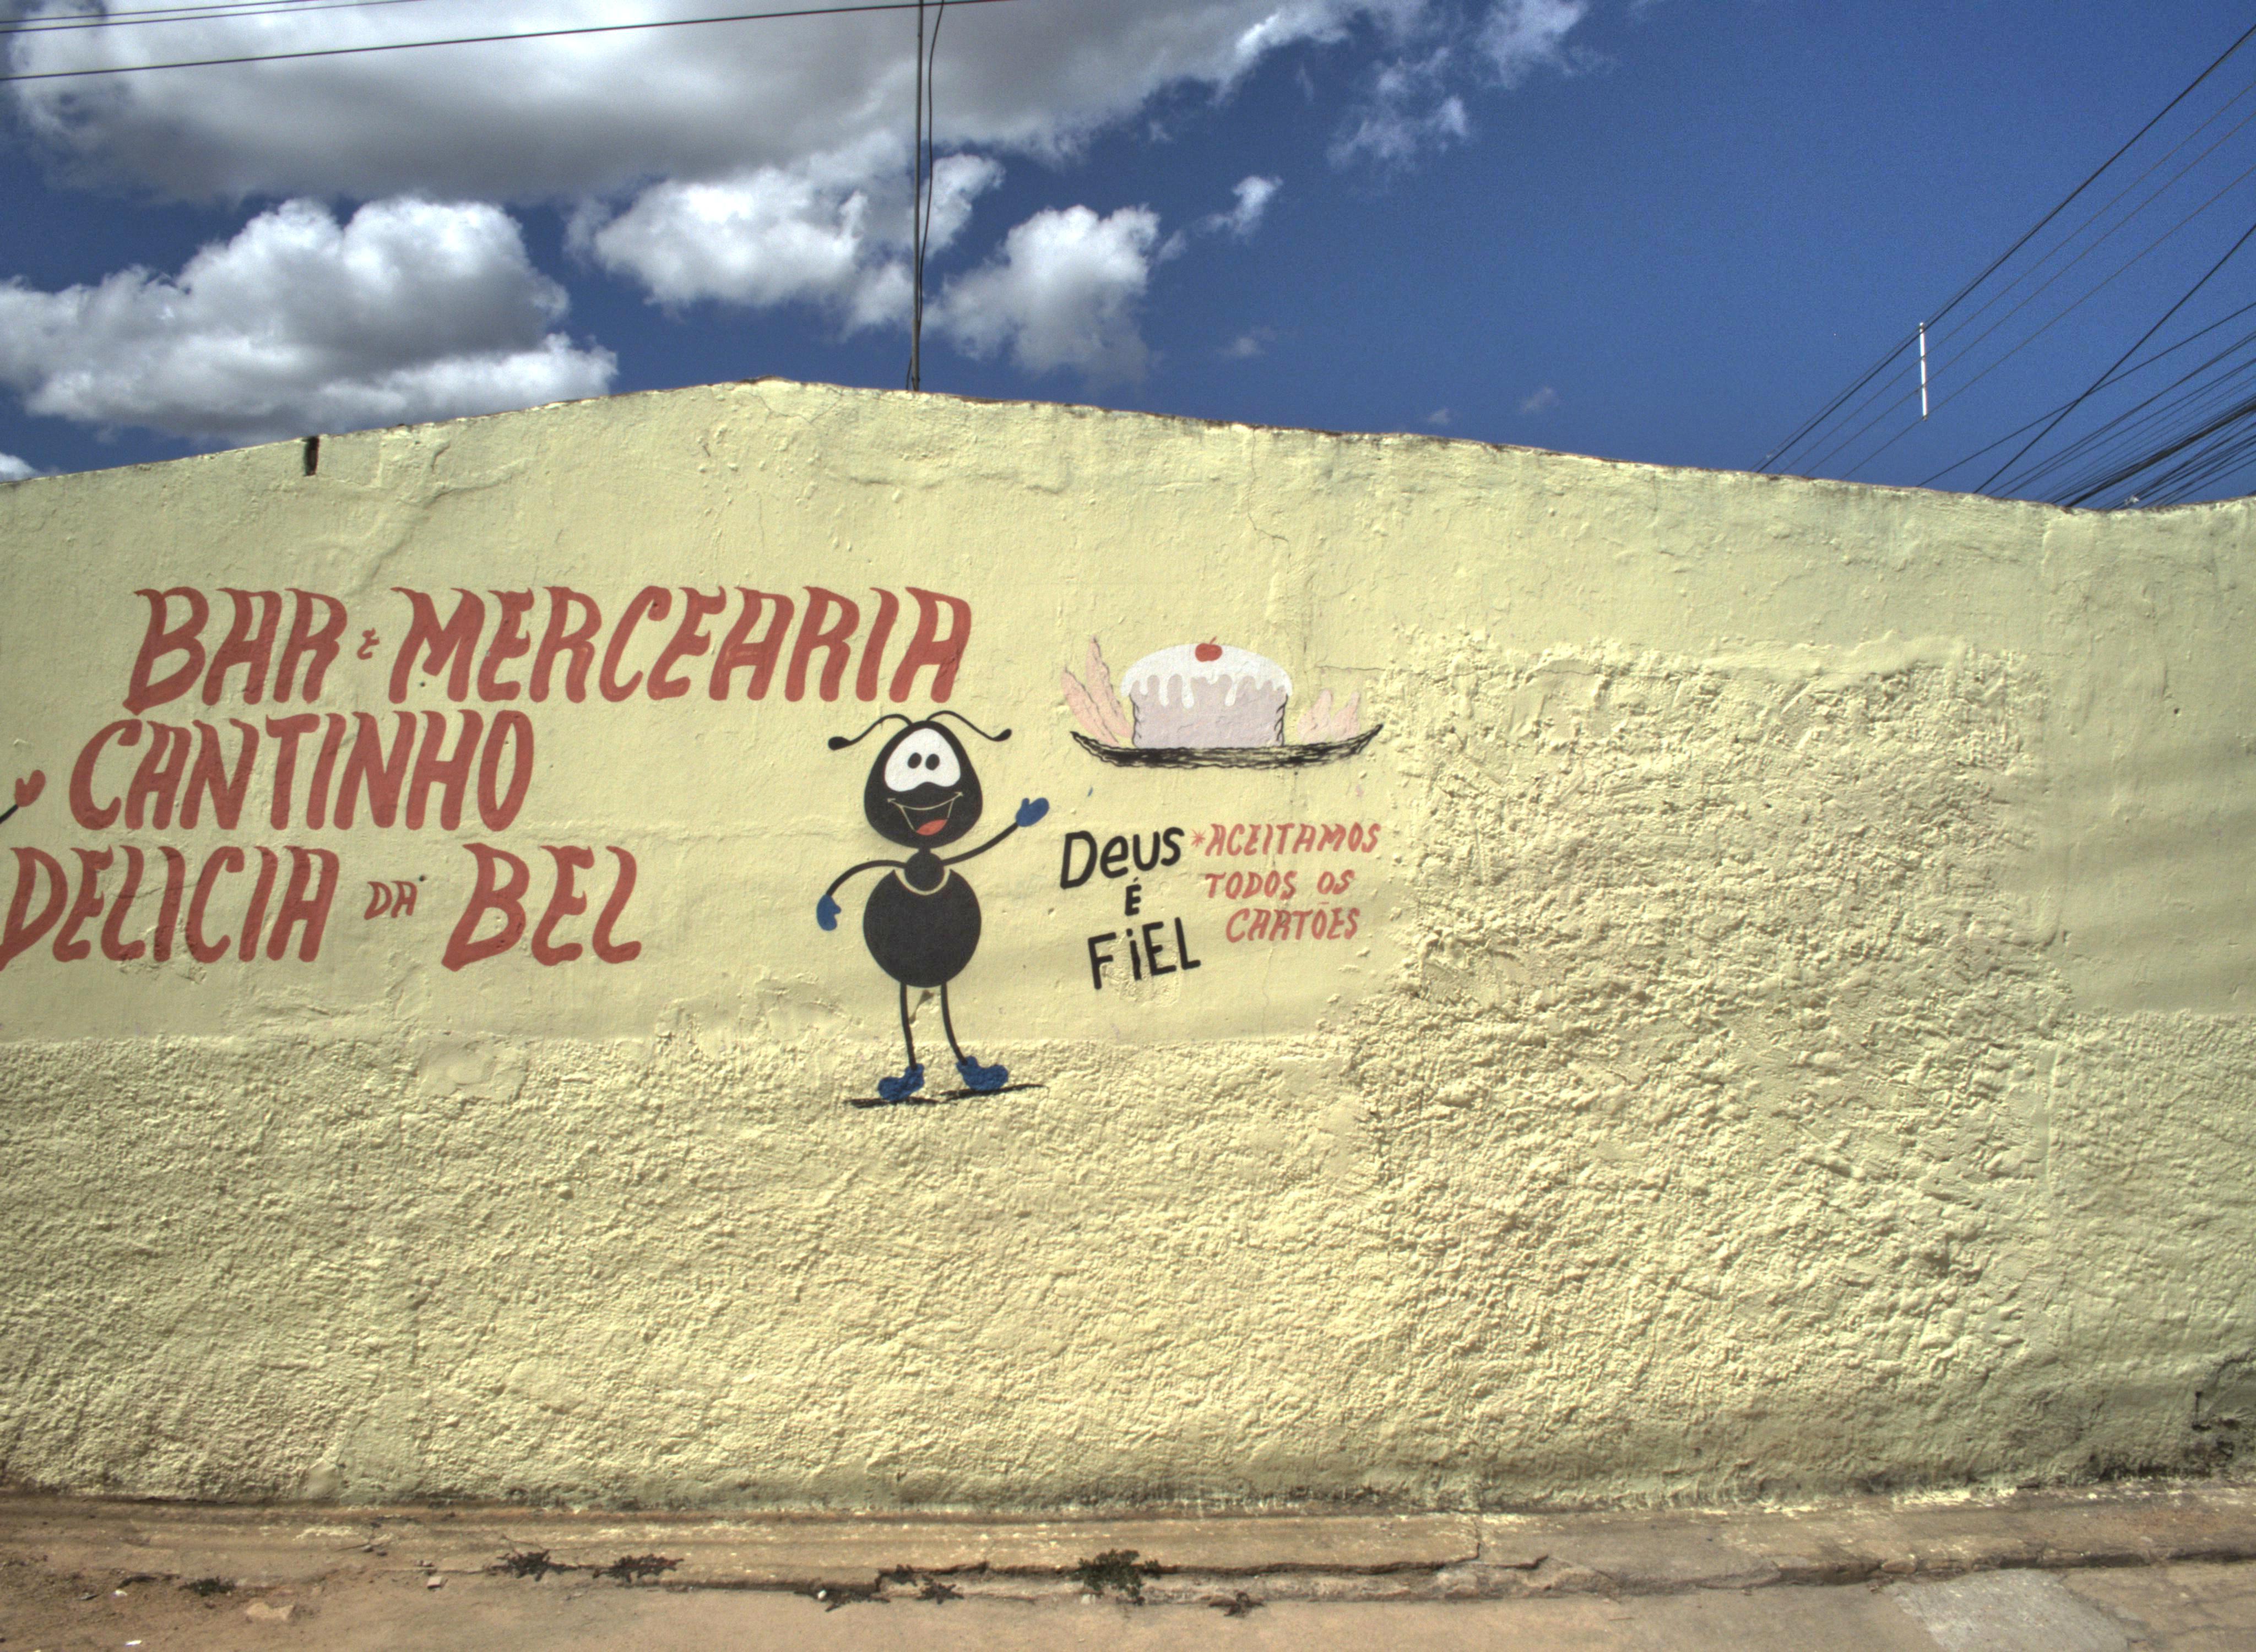 BAR & MERCEARIA
CANTINHO
DELICIA DA BEL
DEUS
É
FiEL
*ACEITAMOS
TODOS OS
CARTÕES